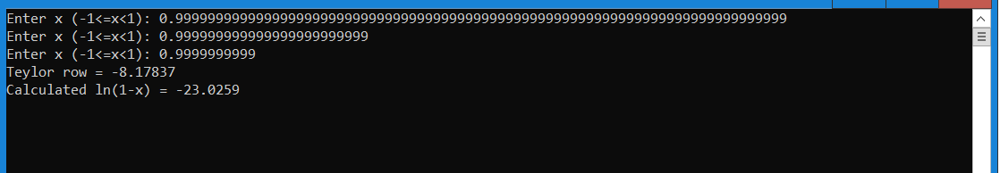 Enter x (-1<=x<1): 0.9999999999999999999999999999999999999999999999999999999999999999999999999999
Enter x (-1<=x<1): 0.999999999999999999999999
Enter x (-1<=x<1): 0.9999999999
Teylor row = -8.17837
Calculated ln(1-x) = -23.0259